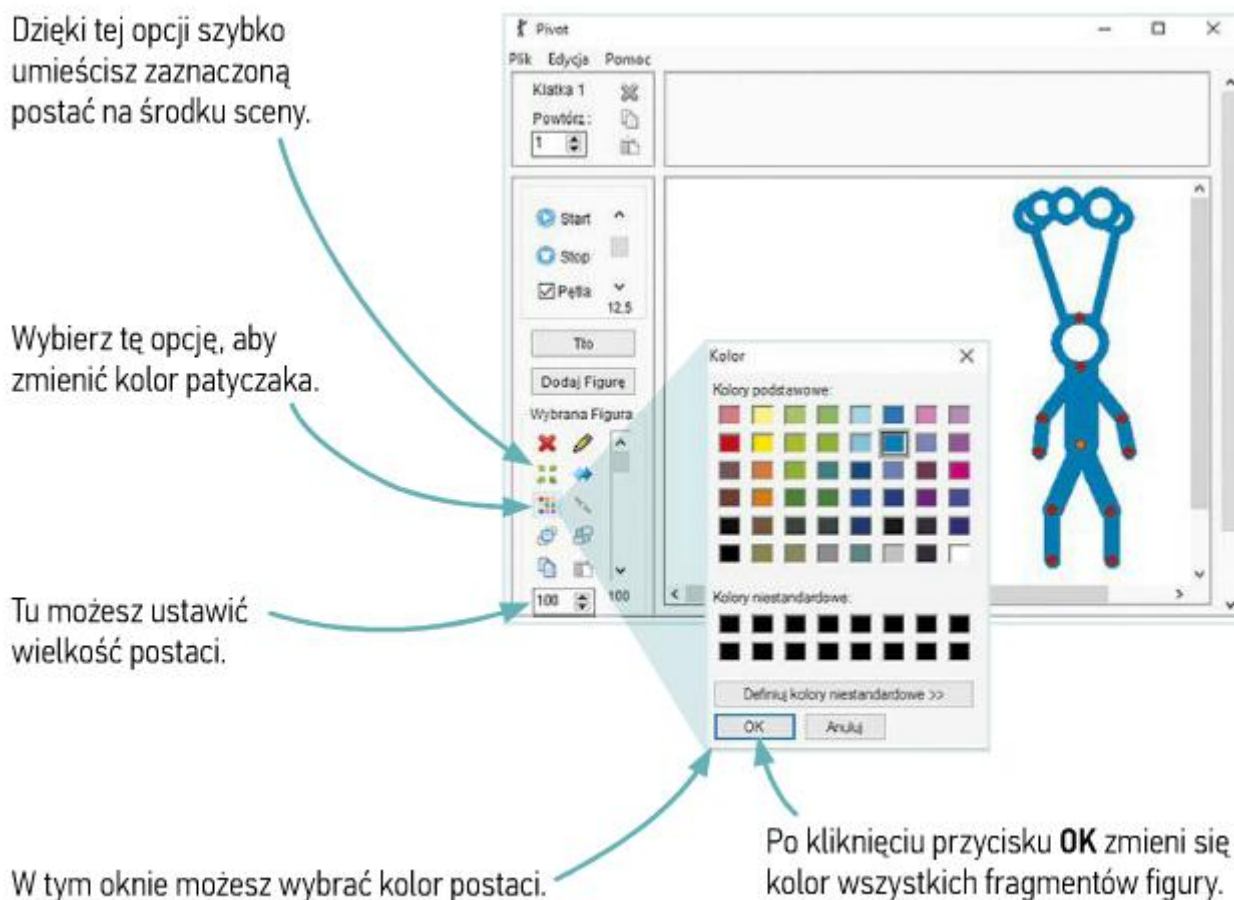 Dzięki tej opcji szybko
umieścisz zaznaczoną
postać na środku sceny.
Wybierz tę opcję, aby
zmienić kolor patyczaka.
Tu możesz ustawić
wielkość postaci.
W tym oknie możesz wybrać kolor postaci.
Po kliknięciu przycisku OK zmieni się
kolor wszystkich fragmentów figury.
Pivot
Plik Edycja Pomoc
Klatka 1
Powtórz:
1
Start
Stop
Pętla
12.5
Tło
Dodaj Figurę
Wybrana Figura
100
100
Kolor
Kolory podstawowe:
Kolory niestandardowe:
Definiuj kolory niestandardowe >>
OK Anuluj